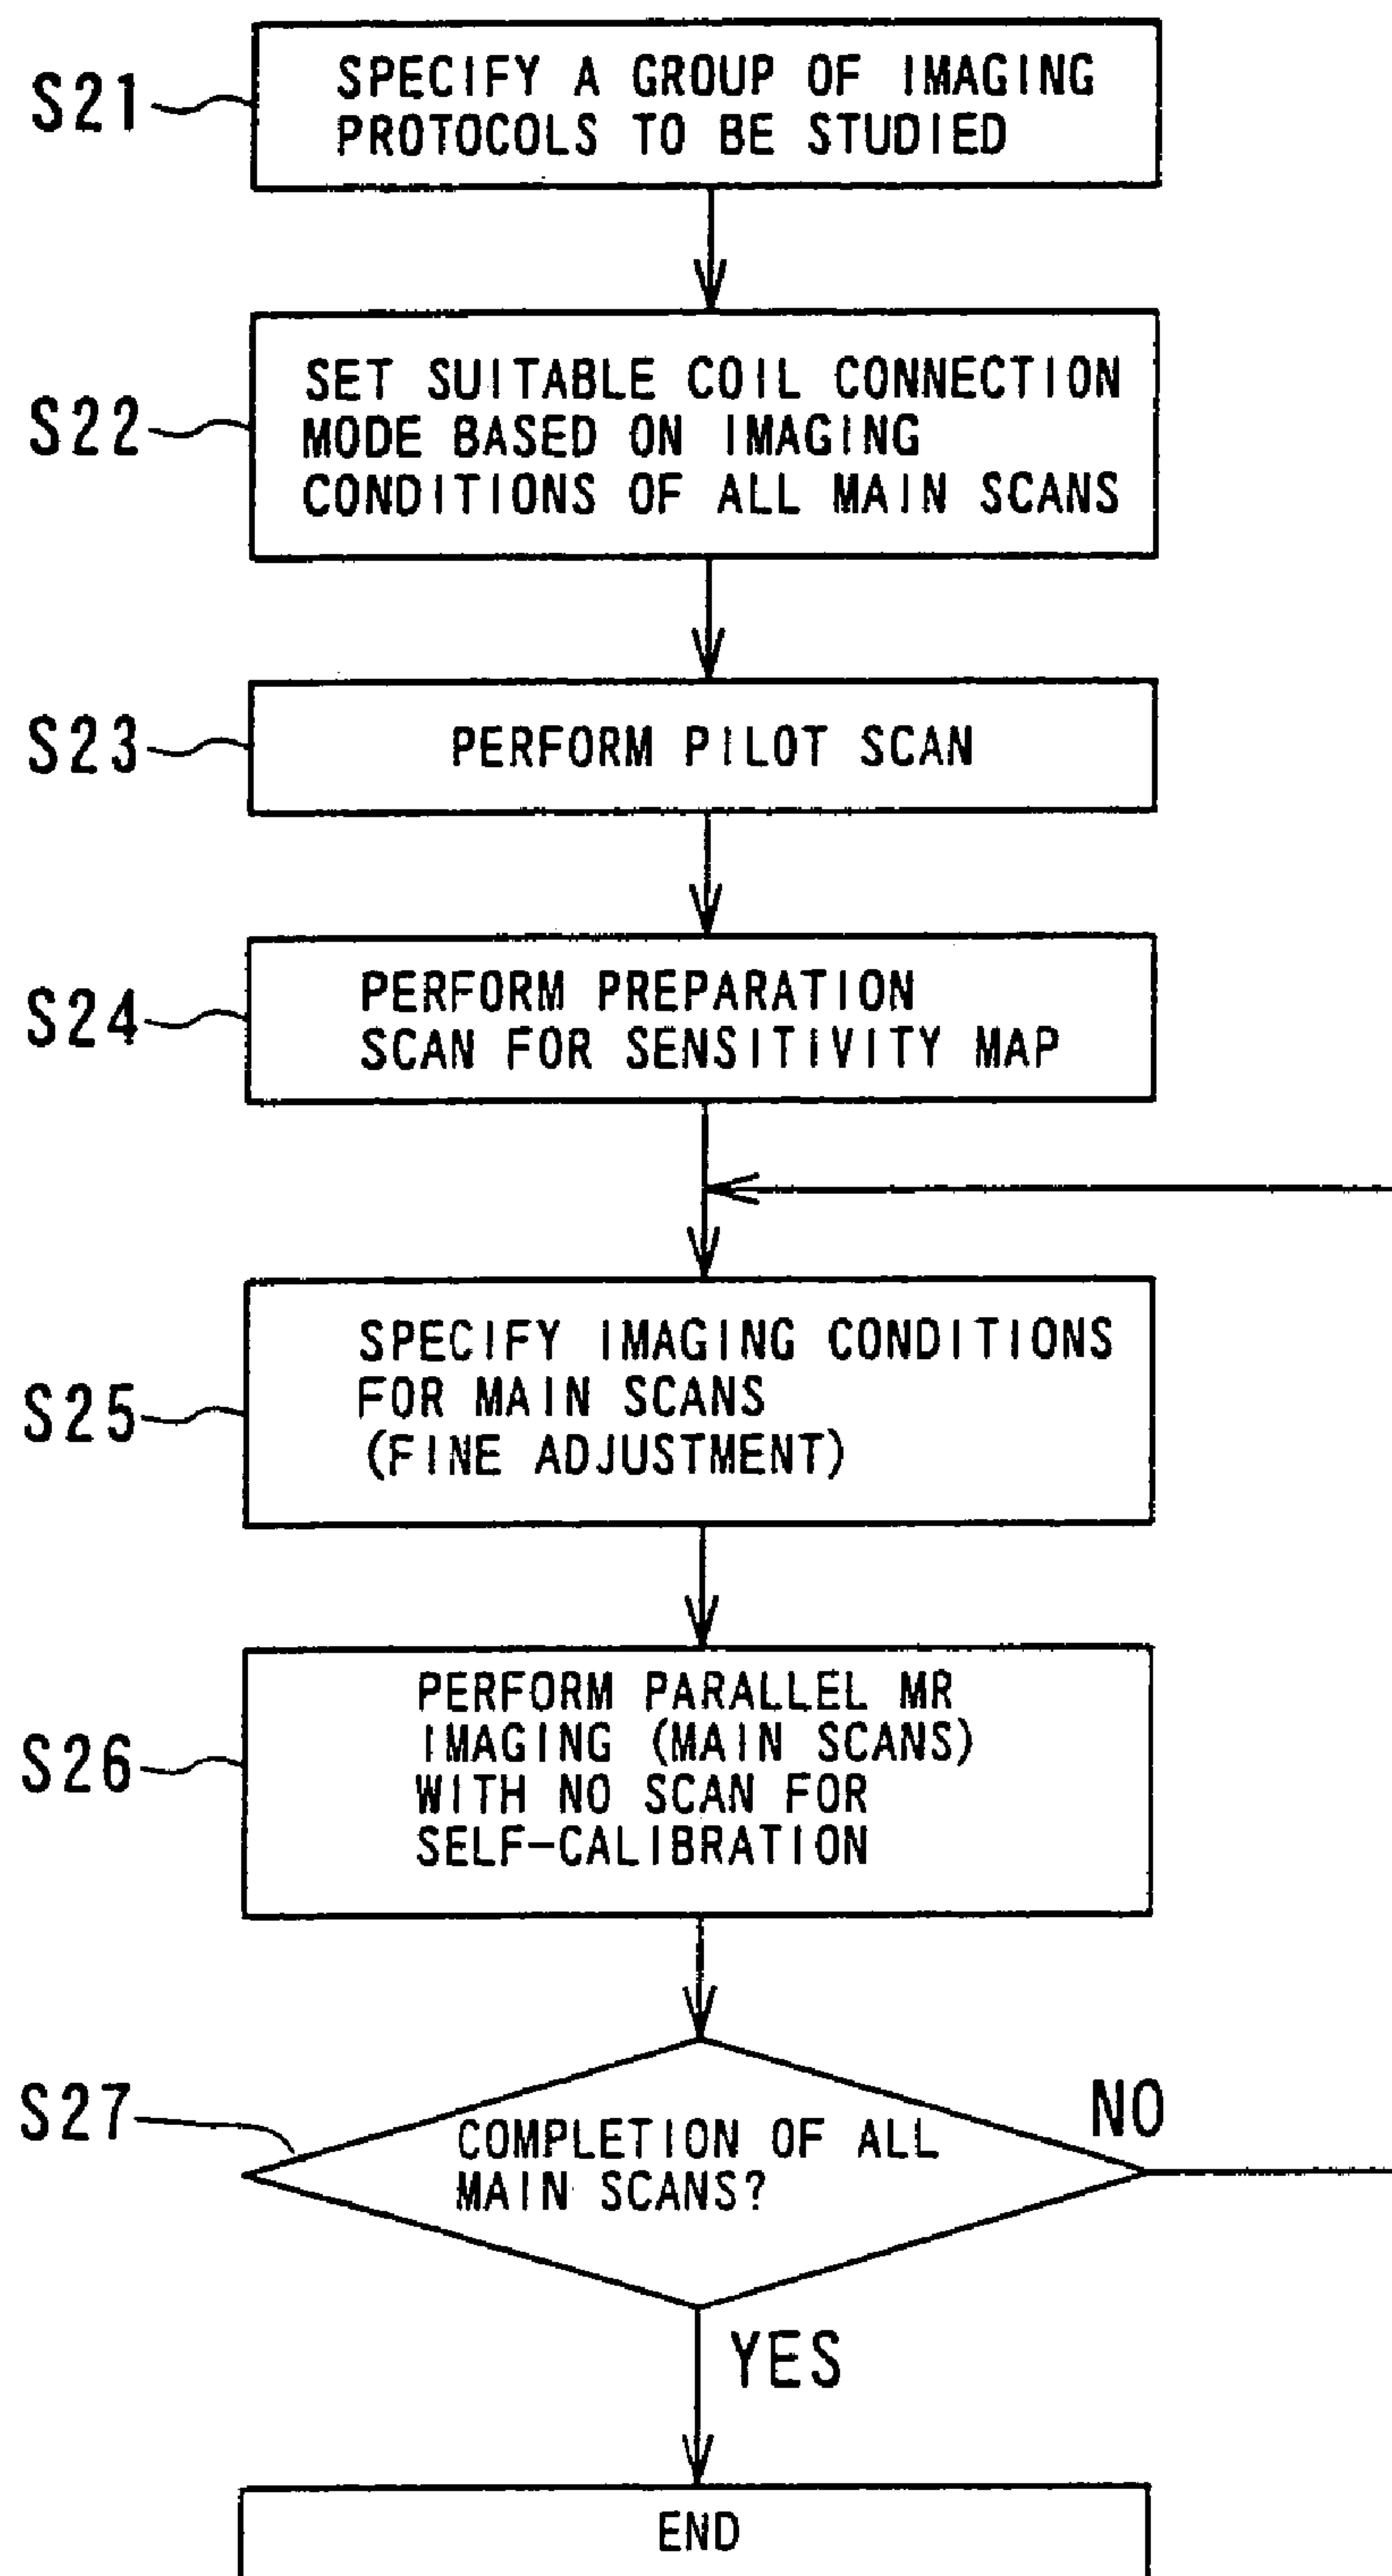 S21
SPECIFY A GROUP OF IMAGING
PROTOCOLS TO BE STUDIED
S22
SET SUITABLE COIL CONNECTION
MODE BASED ON IMAGING
CONDITIONS OF ALL MAIN SCANS
S23
PERFORM PILOT SCAN
S24
PERFORM PREPARATION
SCAN FOR SENSITIVITY MAP
S25
SPECIFY IMAGING CONDITIONS
FOR MAIN SCANS
(FINE ADJUSTMENT)
S26
PERFORM PARALLEL MR
IMAGING (MAIN SCANS)
WITH NO SCAN FOR
SELF-CALIBRATION
S27
COMPLETION OF ALL
MAIN SCANS?
NO
YES
END